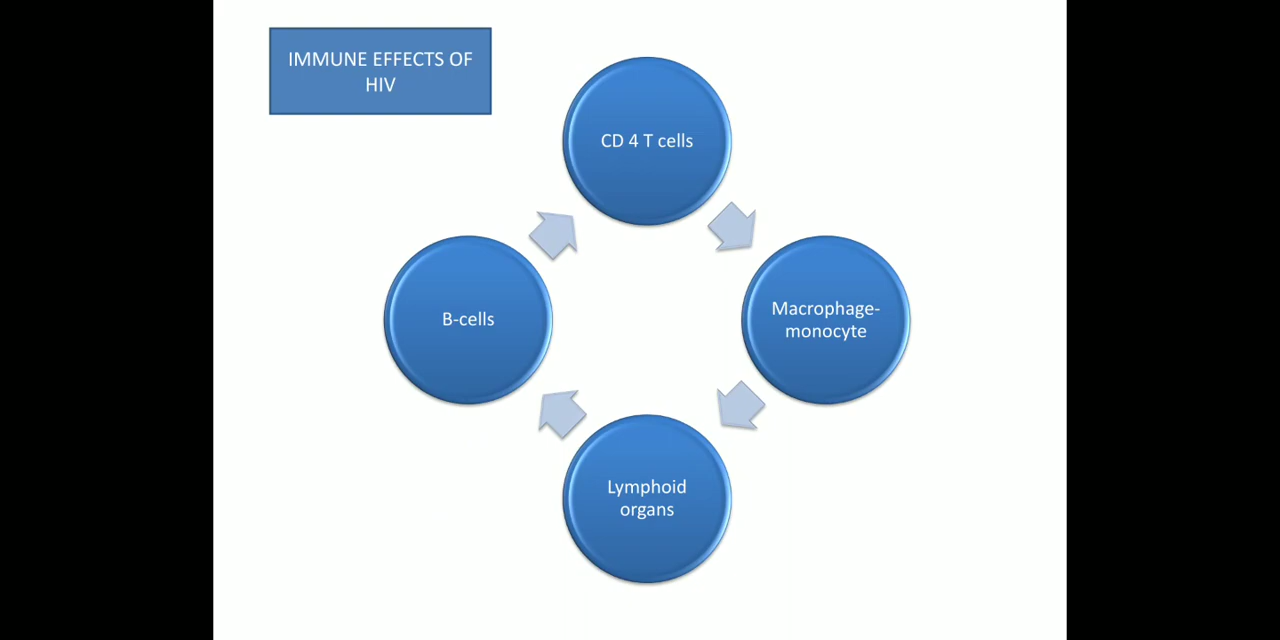 IMMUNE EFFECTS OF
HIV
CD 4 T cells
Macrophage-
monocyte
Lymphoid
organs
B-cells